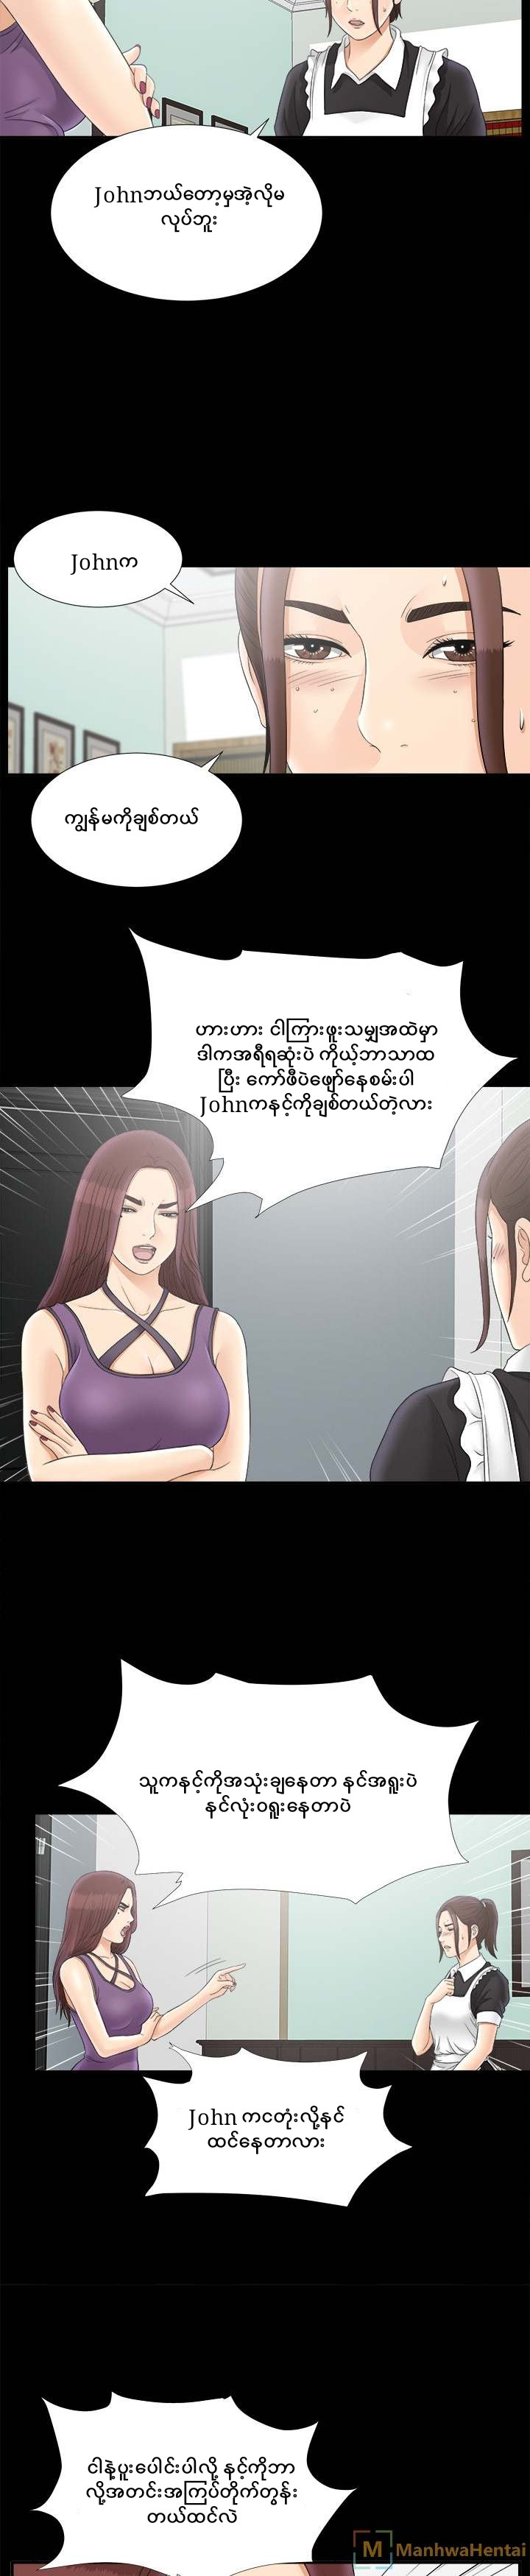 Johnဘယ်တော့မှအဲ့လိုမ
လုပ်ဘူး
Johnက
ကျွန်မကိုချစ်တယ်
ဟားဟား ငါကြားဖူးသမျှအထဲမှာ
ဒါကအရီရဆုံးပဲ ကိုယ့်ဘာသာထ
ပြီး ကော်ဖီပဲဖျော်နေစမ်းပါ
Johnကနင့်ကိုချစ်တယ်တဲ့လား
သူကနင့်ကိုအသုံးချနေတာ နင်အရူးပဲ
နင်လုံးဝရူးနေတာပဲ
John ကငတုံးလို့နင်
ထင်နေတာလား
ငါနဲ့ပူးပေါင်းပါလို့ နင့်ကိုဘာ
လို့အတင်းအကြပ်တိုက်တွန်း
တယ်ထင်လဲ
M ManhwaHentai